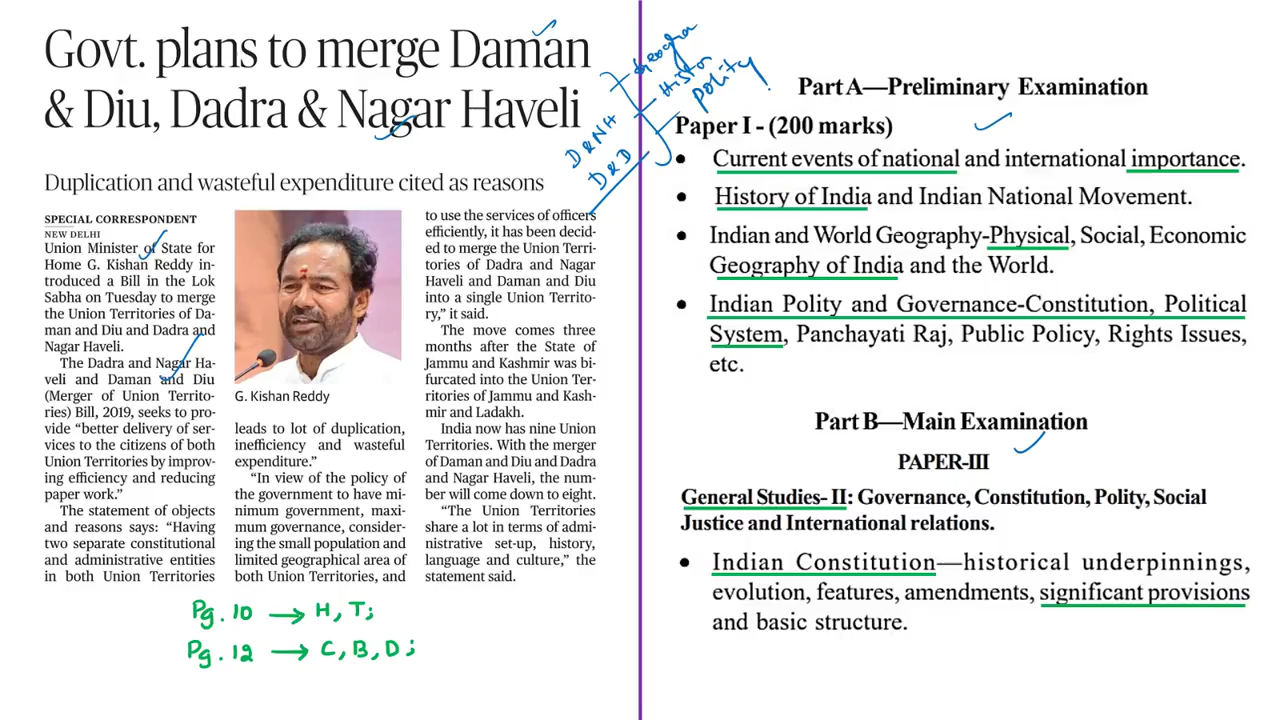 Govt. plans to merge Daman
& Diu, Dadra & Nagar Haveli
Duplication and wasteful expenditure cited as reasons
SPECIAL CORRESPONDENT
NEW DELHI
Union Minister of State for
Home G. Kishan Reddy in-
troduced a Bill in the Lok
Sabha on Tuesday to merge
the Union Territories of Da-
man and Diu and Dadra and
Nagar Haveli.
The Dadra and Nagar Ha-
veli and Daman and Diu
(Merger of Union Territo-
ries) Bill, 2019, seeks to pro-
vide “better delivery of ser-
vices to the citizens of both
Union Territories by improv-
ing efficiency and reducing
paper work.”
The statement of objects
and reasons says: “Having
two separate constitutional
and administrative entities
in both Union Territories
G. Kishan Reddy
leads to lot of duplication,
inefficiency and wasteful
expenditure.”
“In view of the policy of
the government to have mi-
nimum government, maxi-
mum governance, consider-
ing the small population and
limited geographical area of
both Union Territories, and
to use the services of officers
efficiently, it has been decid-
ed to merge the Union Terri-
tories of Dadra and Nagar
Haveli and Daman and Diu
into a single Union Territo-
ry,” it said.
The move comes three
months after the State of
Jammu and Kashmir was bi-
furcated into the Union Ter-
ritories of Jammu and Kash-
mir and Ladakh.
India now has nine Union
Territories. With the merger
of Daman and Diu and Dadra
and Nagar Haveli, the num-
ber will come down to eight.
“The Union Territories
share a lot in terms of admi-
nistrative set-up, history,
language and culture,” the
statement said.
Pg. 10 → H, T;
Pg. 12 → C, B, D;
D&NH
D&D
Geogra
Histor
Polity
Part A—Preliminary Examination
Paper I - (200 marks)
• Current events of national and international importance.
• History of India and Indian National Movement.
• Indian and World Geography-Physical, Social, Economic
Geography of India and the World.
• Indian Polity and Governance-Constitution, Political
System, Panchayati Raj, Public Policy, Rights Issues,
etc.
Part B—Main Examination
PAPER-III
General Studies- II: Governance, Constitution, Polity, Social
Justice and International relations.
• Indian Constitution—historical underpinnings,
evolution, features, amendments, significant provisions
and basic structure.